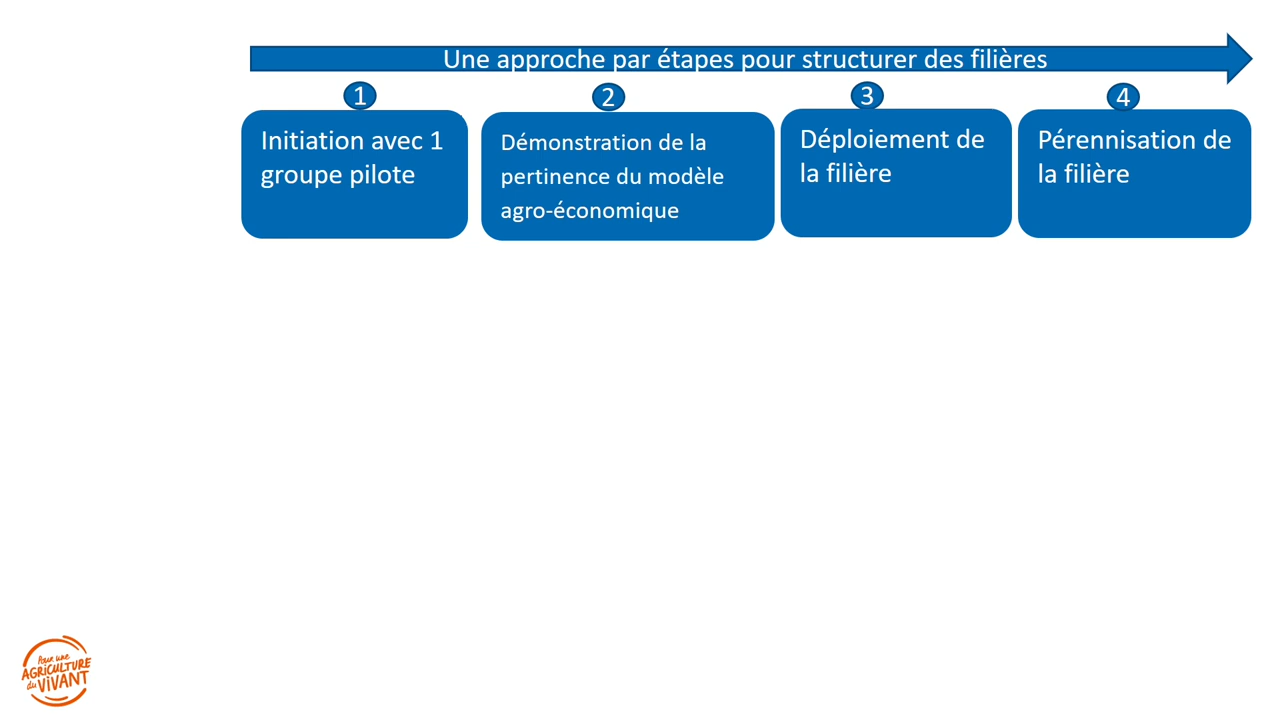 Une approche par étapes pour structurer des filières
1
Initiation avec 1
groupe pilote
2
Démonstration de la
pertinence du modèle
agro-économique
3
Déploiement de
la filière
4
Pérennisation de
la filière
Pour une
AGRICULTURE
du VIVANT